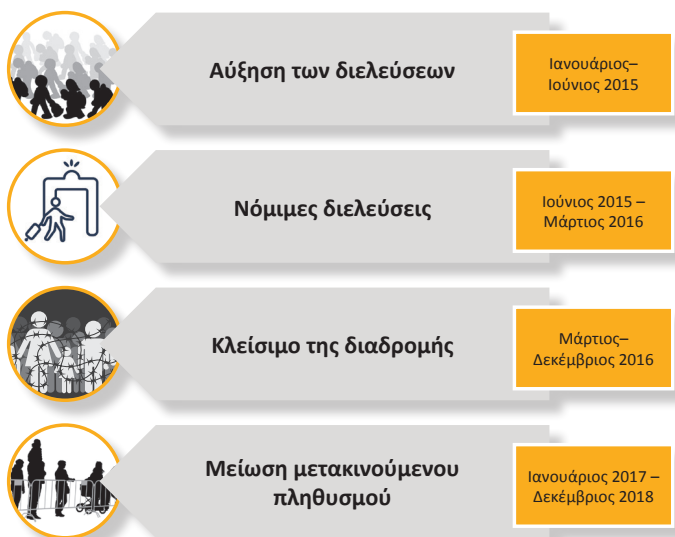 Αύξηση των διελεύσεων
Ιανουάριος–
Ιούνιος 2015
Νόμιμες διελεύσεις
Ιούνιος 2015 –
Μάρτιος 2016
Κλείσιμο της διαδρομής
Μάρτιος–
Δεκέμβριος 2016
Μείωση μετακινούμενου
πληθυσμού
Ιανουάριος 2017 –
Δεκέμβριος 2018